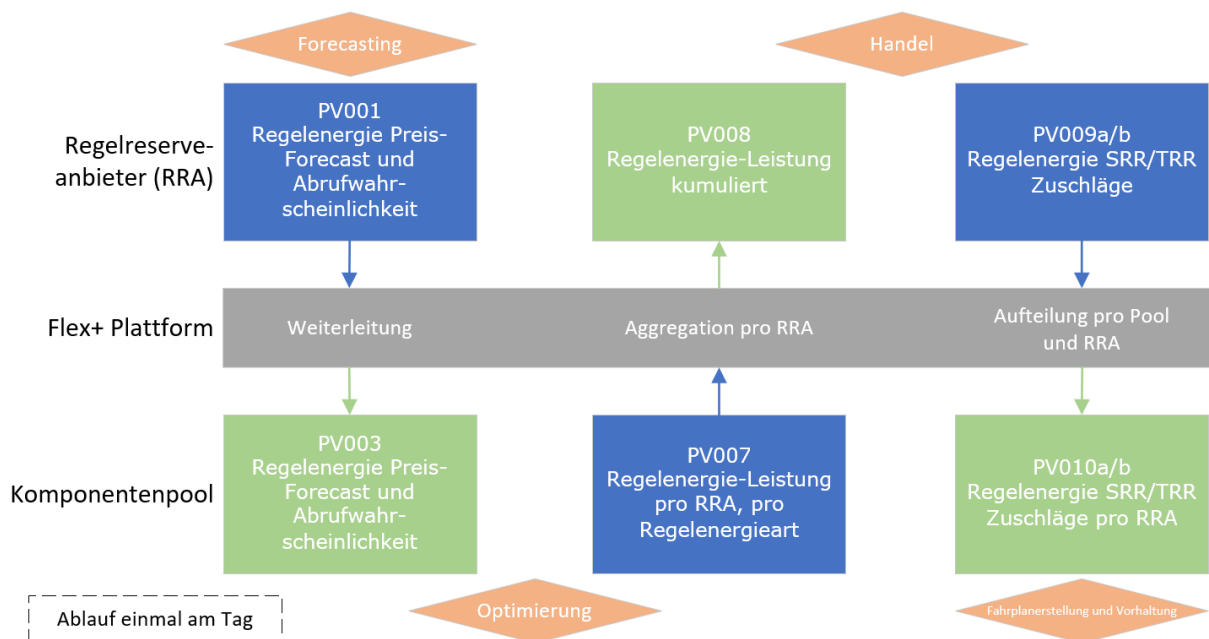 Forecasting
Handel
Regelreserve-
anbieter (RRA)
PV001
Regelenergie Preis-
Forecast und
Abrufwahr-
scheinlichkeit
PV008
Regelenergie-Leistung
kumuliert
PV009a/b
Regelenergie SRR/TRR
Zuschläge
Flex+ Plattform
Weiterleitung
Aggregation pro RRA
Aufteilung pro Pool
und RRA
Komponentenpool
PV003
Regelenergie Preis-
Forecast und
Abrufwahr-
scheinlichkeit
PV007
Regelenergie-Leistung
pro RRA, pro
Regelenergieart
PV010a/b
Regelenergie SRR/TRR
Zuschläge pro RRA
Ablauf einmal am Tag
Optimierung
Fahrplanerstellung und Vorhaltung